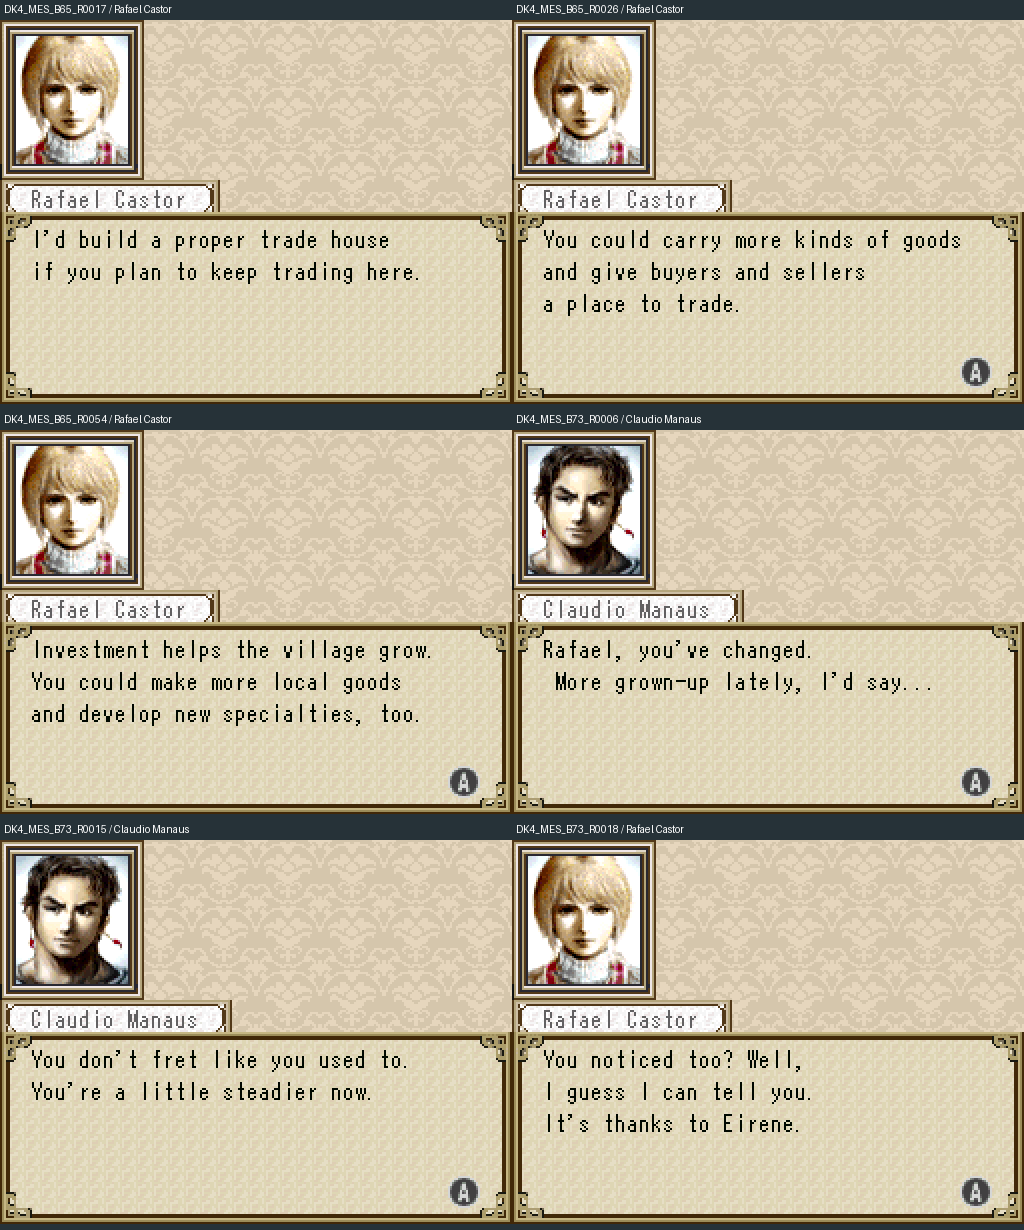 DK4_MES_B65_R0017 / Rafael Castor
Rafael Castor
I'd build a proper trade house
if you plan to keep trading here.
DK4_MES_B65_R0026 / Rafael Castor
Rafael Castor
You could carry more kinds of goods
and give buyers and sellers
a place to trade.
A
DK4_MES_B65_R0054 / Rafael Castor
Rafael Castor
Investment helps the village grow.
You could make more local goods
and develop new specialties, too.
A
DK4_MES_B73_R0006 / Claudio Manaus
Claudio Manaus
Rafael, you've changed.
More grown-up lately, I'd say...
A
DK4_MES_B73_R0015 / Claudio Manaus
Claudio Manaus
You don't fret like you used to.
You're a little steadier now.
A
DK4_MES_B73_R0018 / Rafael Castor
Rafael Castor
You noticed too? Well,
I guess I can tell you.
It's thanks to Eirene.
A